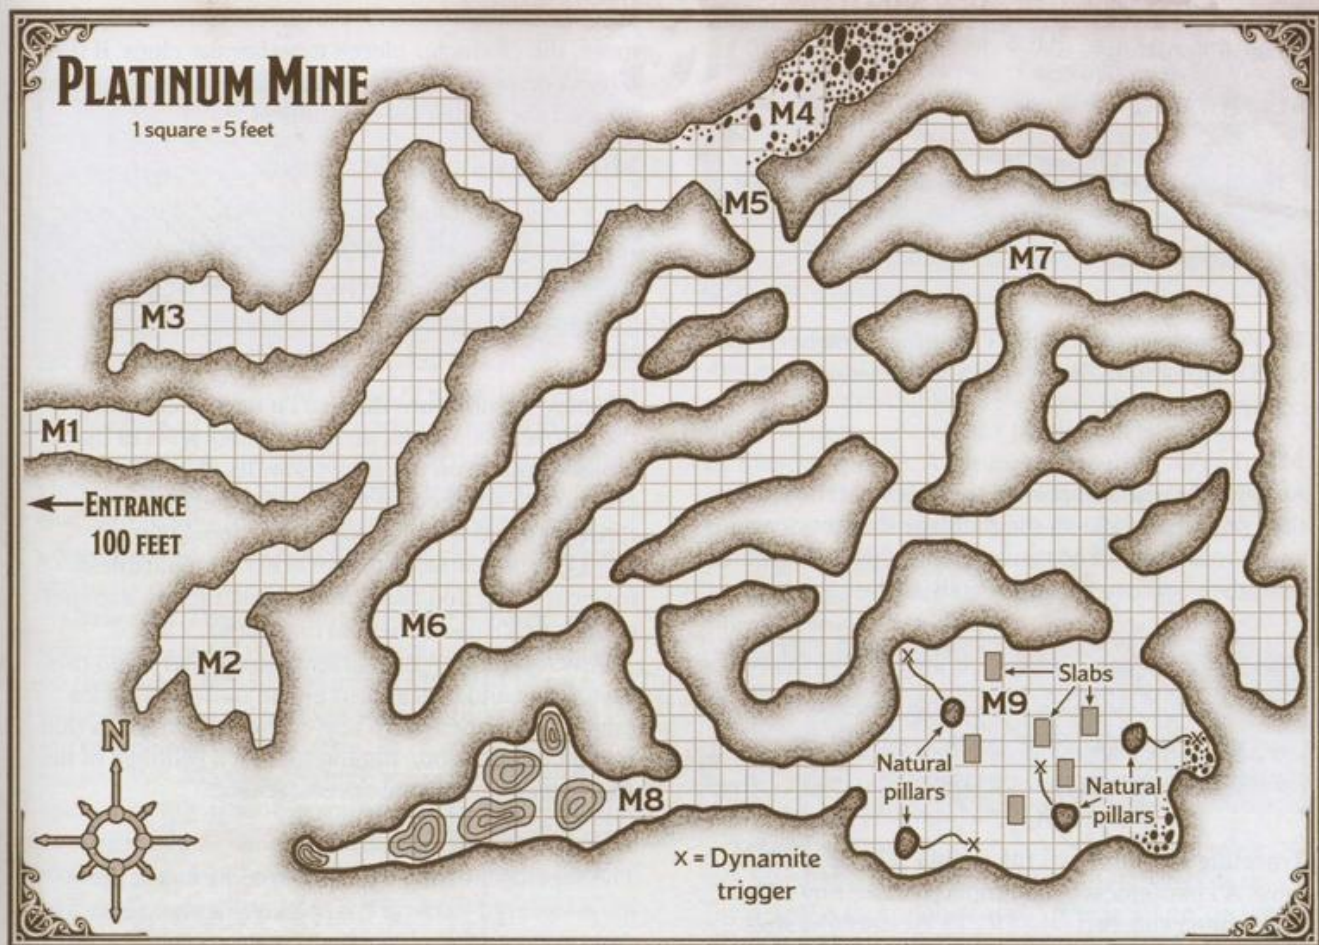 PLATINUM MINE
1 square = 5 feet
M4
M5
M7
M3
M1
ENTRANCE
100 FEET
M6
M2
Slabs
M9
N
Natural
pillars
Natural
pillars
M8
X = Dynamite
trigger
X
X
X
X